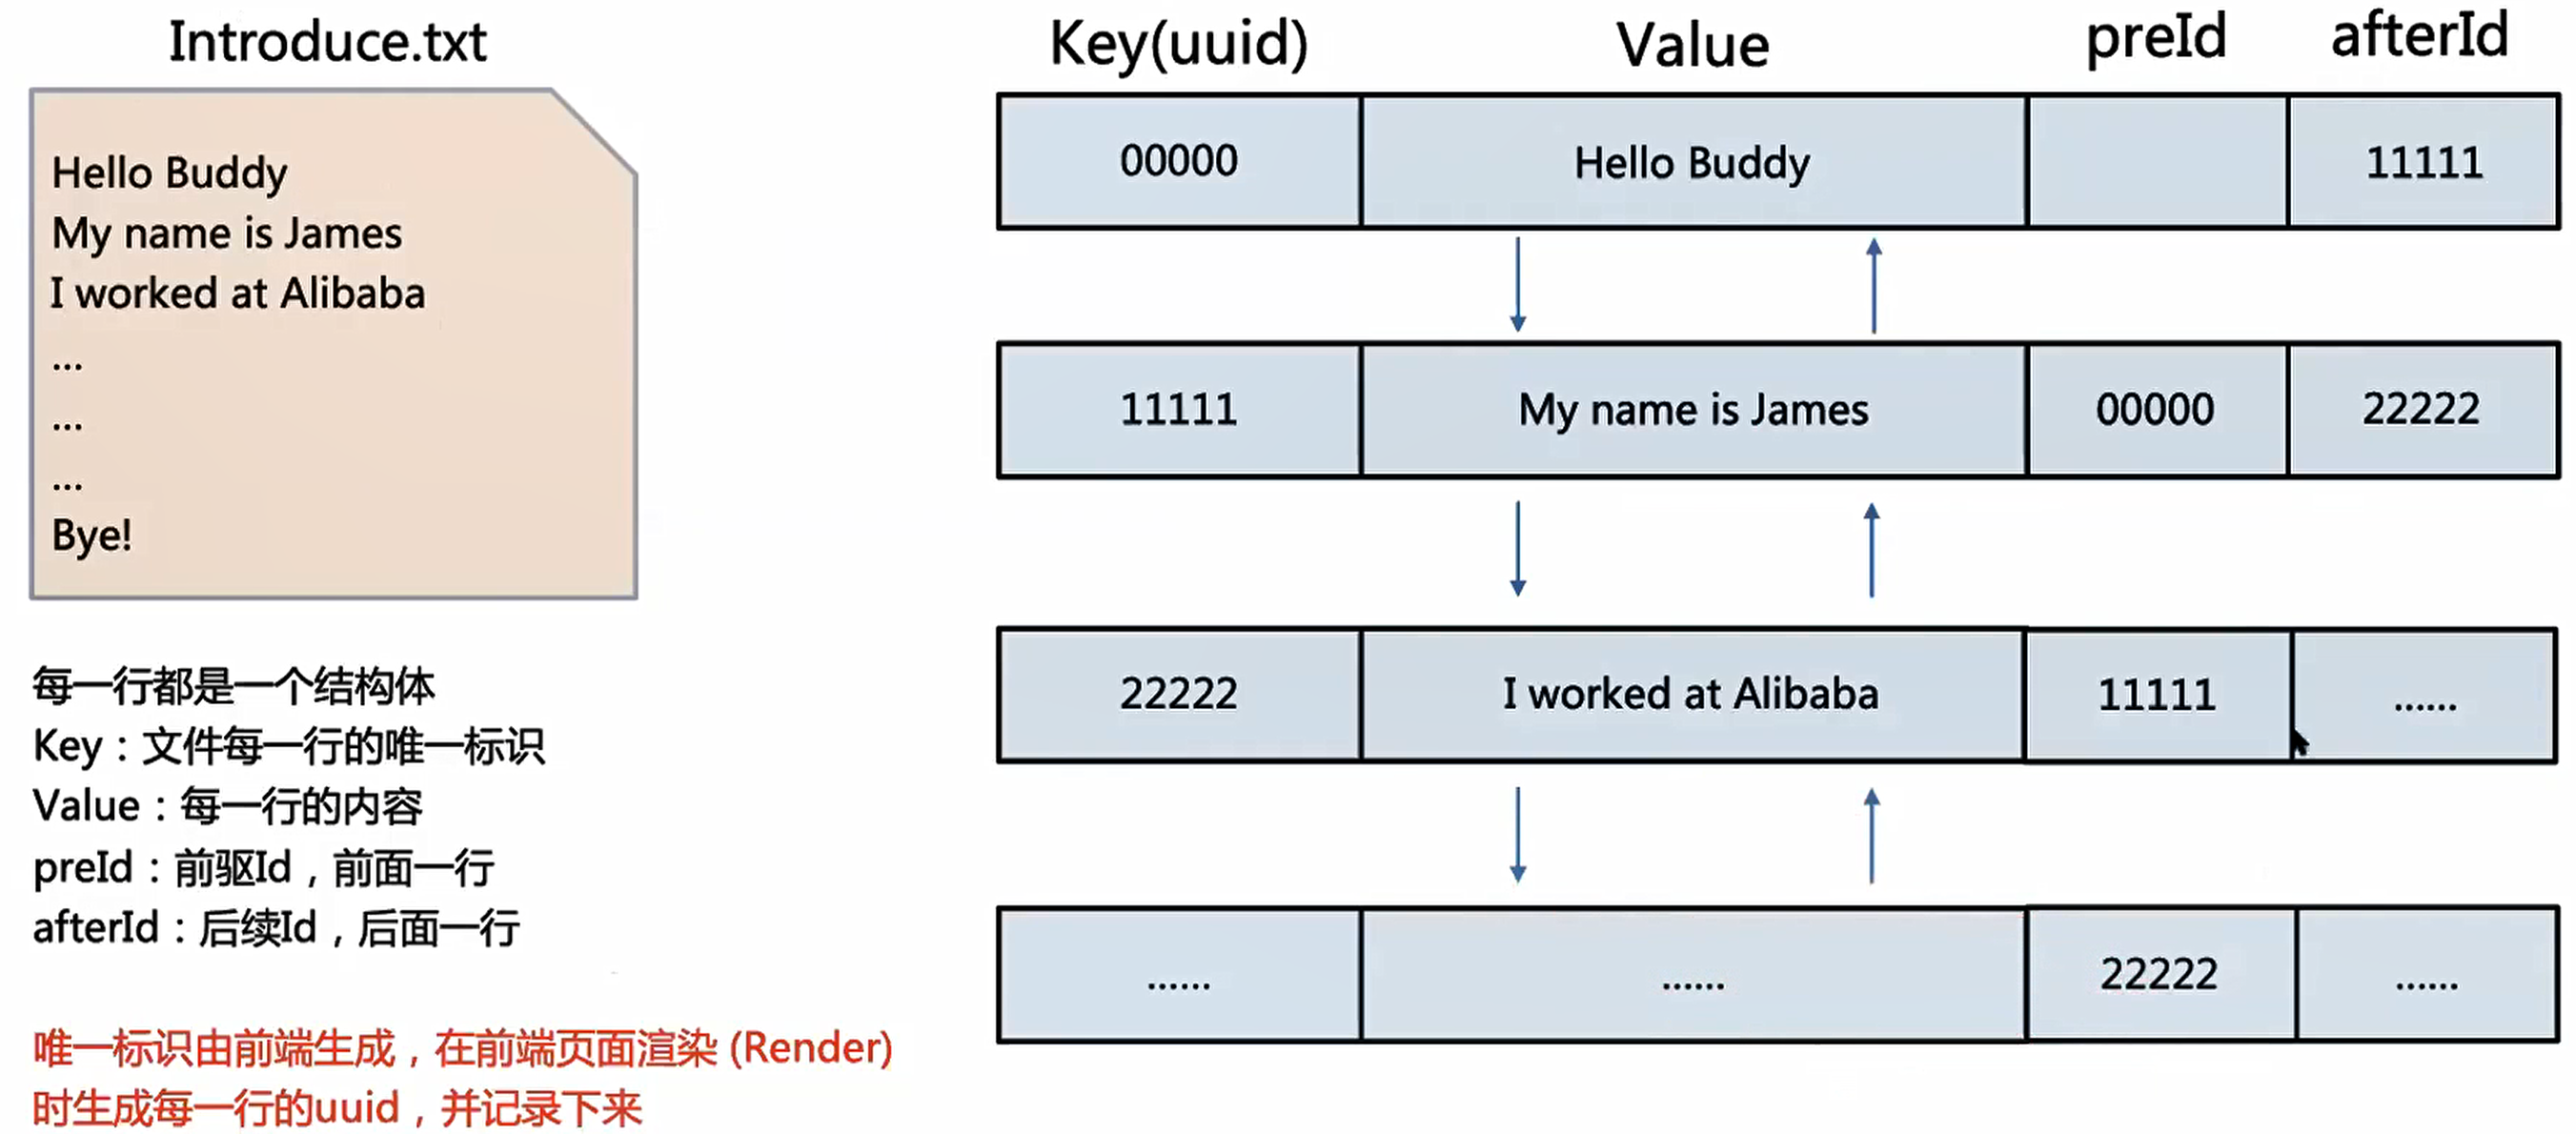 Introduce.txt
Hello Buddy
My name is James
I worked at Alibaba
...
...
...
Bye!
每一行都是一个结构体
Key：文件每一行的唯一标识
Value：每一行的内容
preId：前驱Id，前面一行
afterId：后续Id，后面一行
唯一标识由前端生成，在前端页面渲染 (Render)
时生成每一行的uuid，并记录下来
Key(uuid) Value preId afterId
00000 Hello Buddy 11111
11111 My name is James 00000 22222
22222 I worked at Alibaba 11111 ......
...... ...... 22222 ......